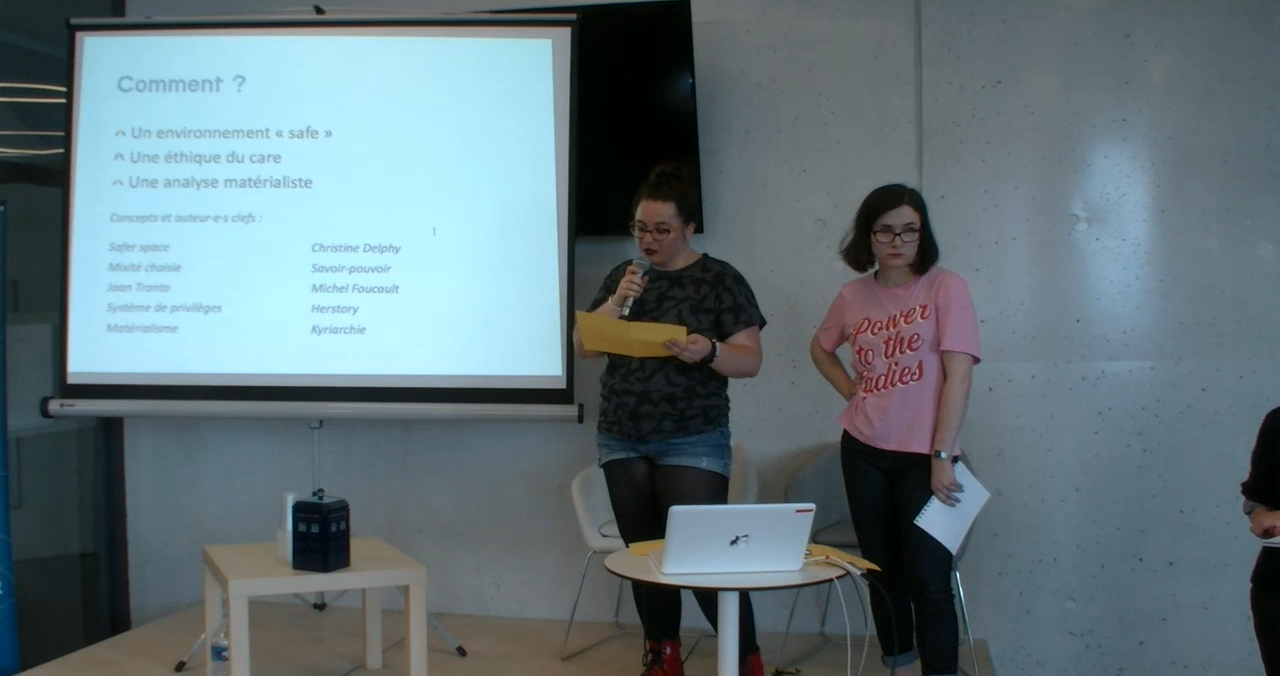 Comment ?
Un environnement « safe »
Une éthique du care
Une analyse matérialiste
Concepts et auteur·e·s clefs :
Safer space
Mixité choisie
Joan Tronto
Système de privilèges
Matérialisme
Christine Delphy
Savoir-pouvoir
Michel Foucault
Herstory
Kyriarchie
Power
to the
Ladies